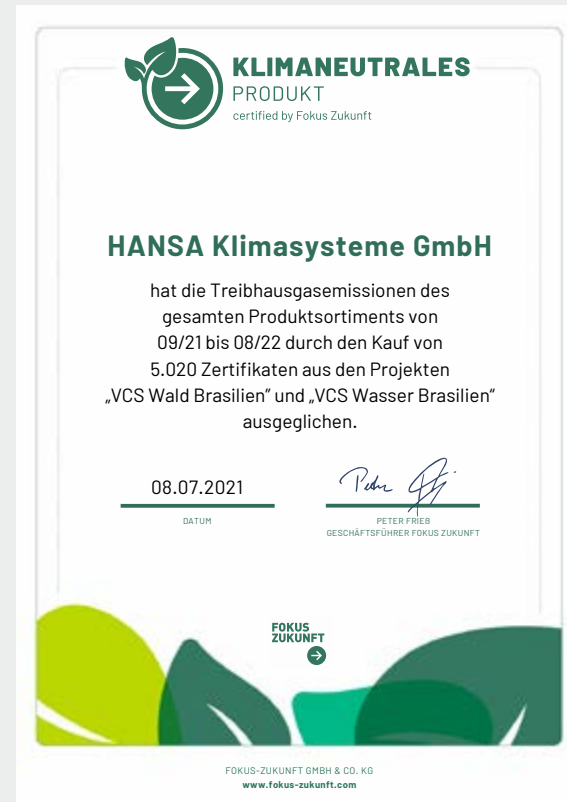 KLIMANEUTRALES
PRODUKT
certified by Fokus Zukunft
HANSA Klimasysteme GmbH
hat die Treibhausgasemissionen des
gesamten Produktsortiments von
09/21 bis 08/22 durch den Kauf von
5.020 Zertifikaten aus den Projekten
„VCS Wald Brasilien“ und „VCS Wasser Brasilien“
ausgeglichen.
08.07.2021
DATUM
PETER FRIEß
GESCHÄFTSFÜHRER FOKUS ZUKUNFT
FOKUS
ZUKUNFT
FOKUS-ZUKUNFT GMBH & CO. KG
www.fokus-zukunft.com